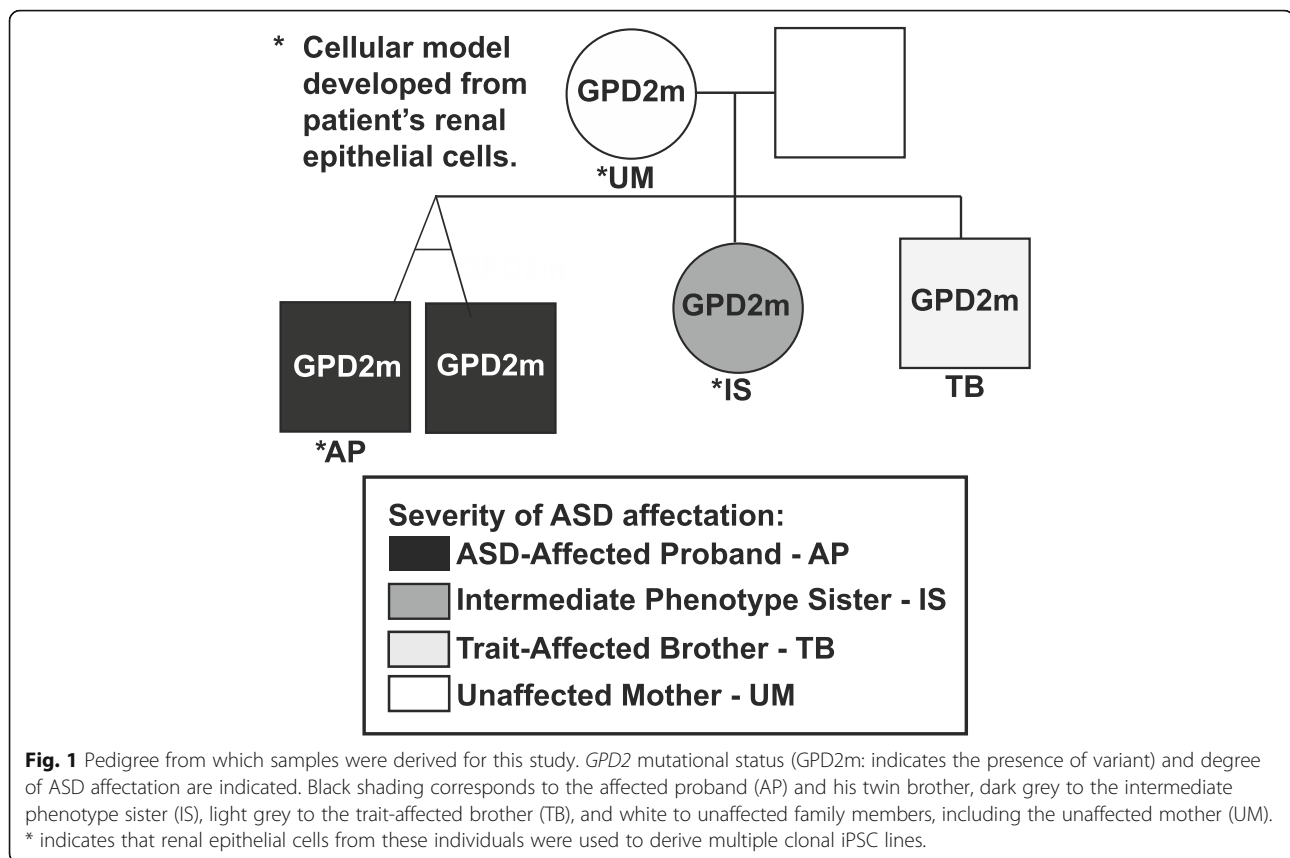 * Cellular model
developed from
patient's renal
epithelial cells.
GPD2m
*UM
GPD2m
GPD2m
GPD2m
GPD2m
*AP
*IS
TB
Severity of ASD affectation:
ASD-Affected Proband - AP
Intermediate Phenotype Sister - IS
Trait-Affected Brother - TB
Unaffected Mother - UM
Fig. 1 Pedigree from which samples were derived for this study. GPD2 mutational status (GPD2m: indicates the presence of variant) and degree
of ASD affectation are indicated. Black shading corresponds to the affected proband (AP) and his twin brother, dark grey to the intermediate
phenotype sister (IS), light grey to the trait-affected brother (TB), and white to unaffected family members, including the unaffected mother (UM).
* indicates that renal epithelial cells from these individuals were used to derive multiple clonal iPSC lines.